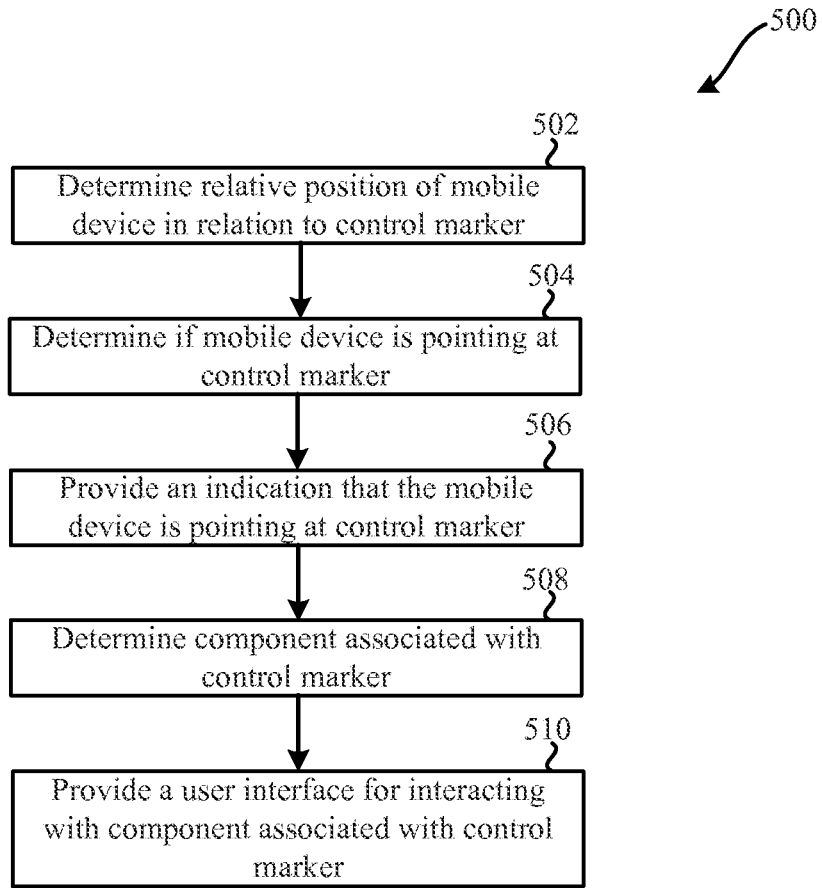 500
502
Determine relative position of mobile
device in relation to control marker
504
Determine if mobile device is pointing at
control marker
506
Provide an indication that the mobile
device is pointing at control marker
508
Determine component associated with
control marker
510
Provide a user interface for interacting
with component associated with control
marker